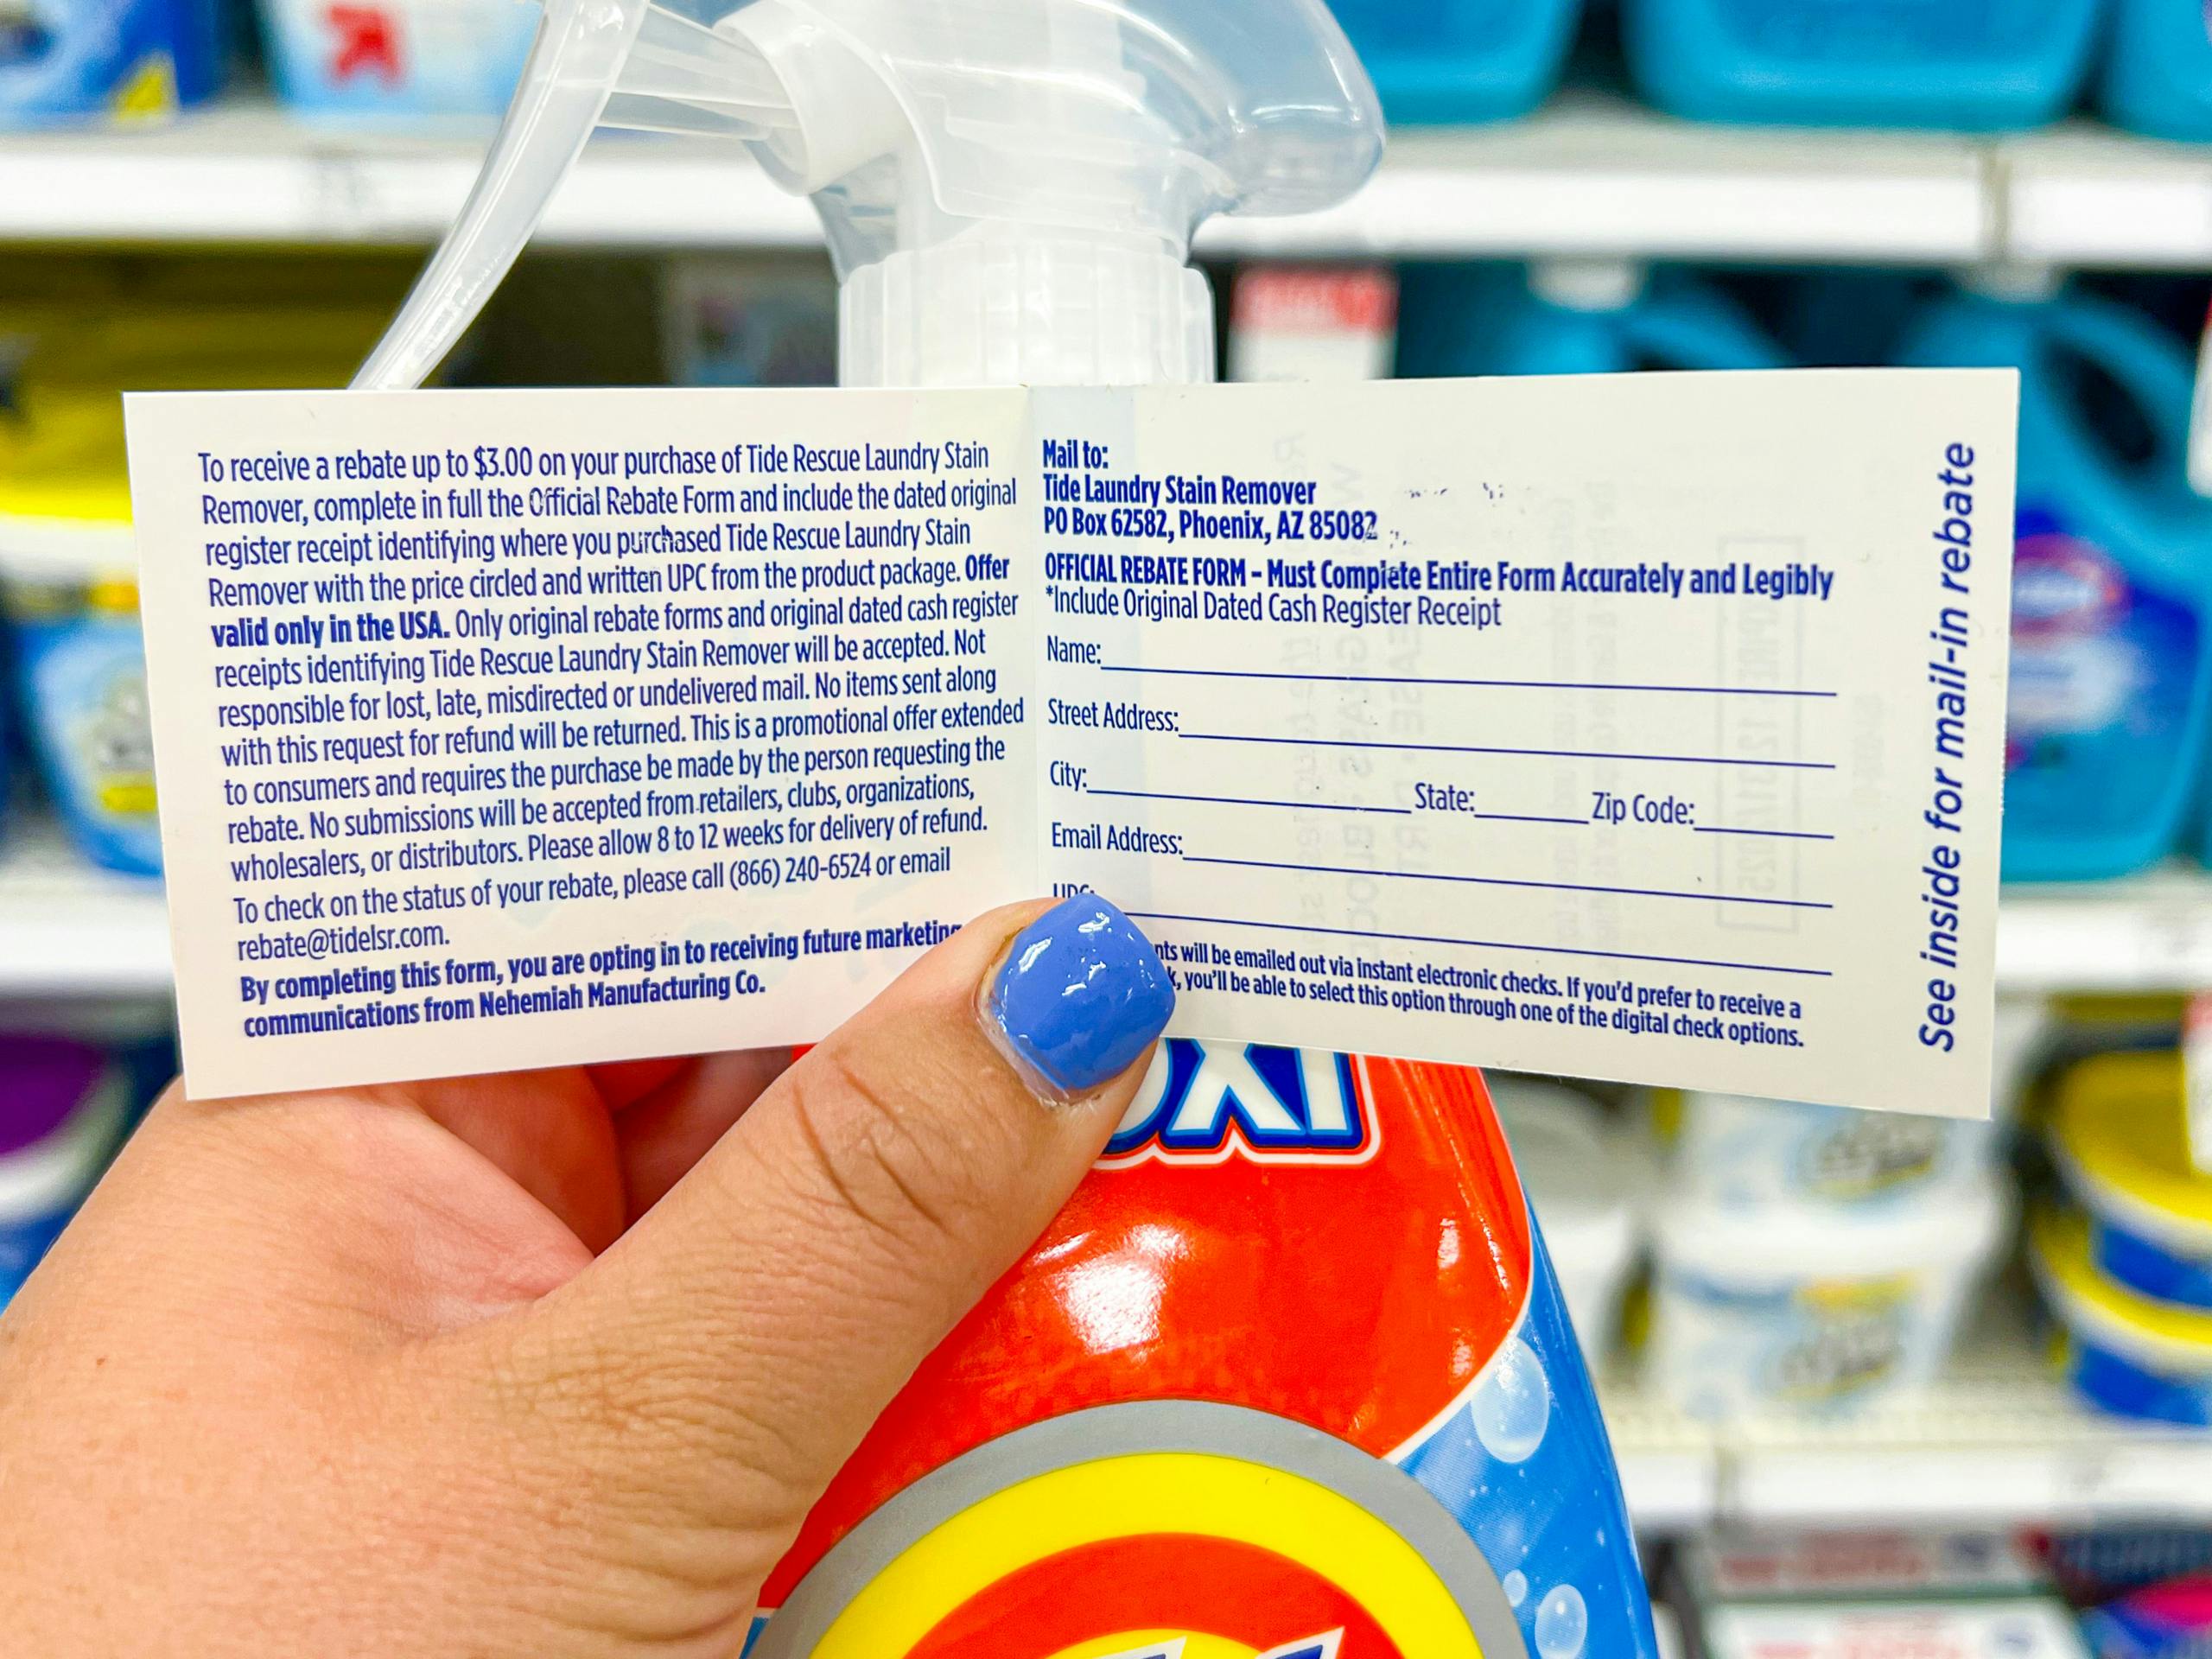 To receive a rebate up to $3.00 on your purchase of Tide Rescue Laundry Stain
Remover, complete in full the Official Rebate Form and include the dated original
register receipt identifying where you purchased Tide Rescue Laundry Stain
Remover with the price circled and written UPC from the product package. Offer
valid only in the USA. Only original rebate forms and original dated cash register
receipts identifying Tide Rescue Laundry Stain Remover will be accepted. Not
responsible for lost, late, misdirected or undelivered mail. No items sent along
with this request for refund will be returned. This is a promotional offer extended
to consumers and requires the purchase be made by the person requesting the
rebate. No submissions will be accepted from retailers, clubs, organizations,
wholesalers, or distributors. Please allow 8 to 12 weeks for delivery of refund.
To check on the status of your rebate, please call (866) 240-6524 or email
rebate@tidelsr.com.
By completing this form, you are opting in to receiving future marketing
communications from Nehemiah Manufacturing Co.
Mail to:
Tide Laundry Stain Remover
PO Box 62582, Phoenix, AZ 85082
OFFICIAL REBATE FORM - Must Complete Entire Form Accurately and Legibly
*Include Original Dated Cash Register Receipt
Name:
Street Address:
City: State: Zip Code:
Email Address:
UPC:
will be emailed out via instant electronic checks. If you'd prefer to receive a
you'll be able to select this option through one of the digital check options.
See inside for mail-in rebate